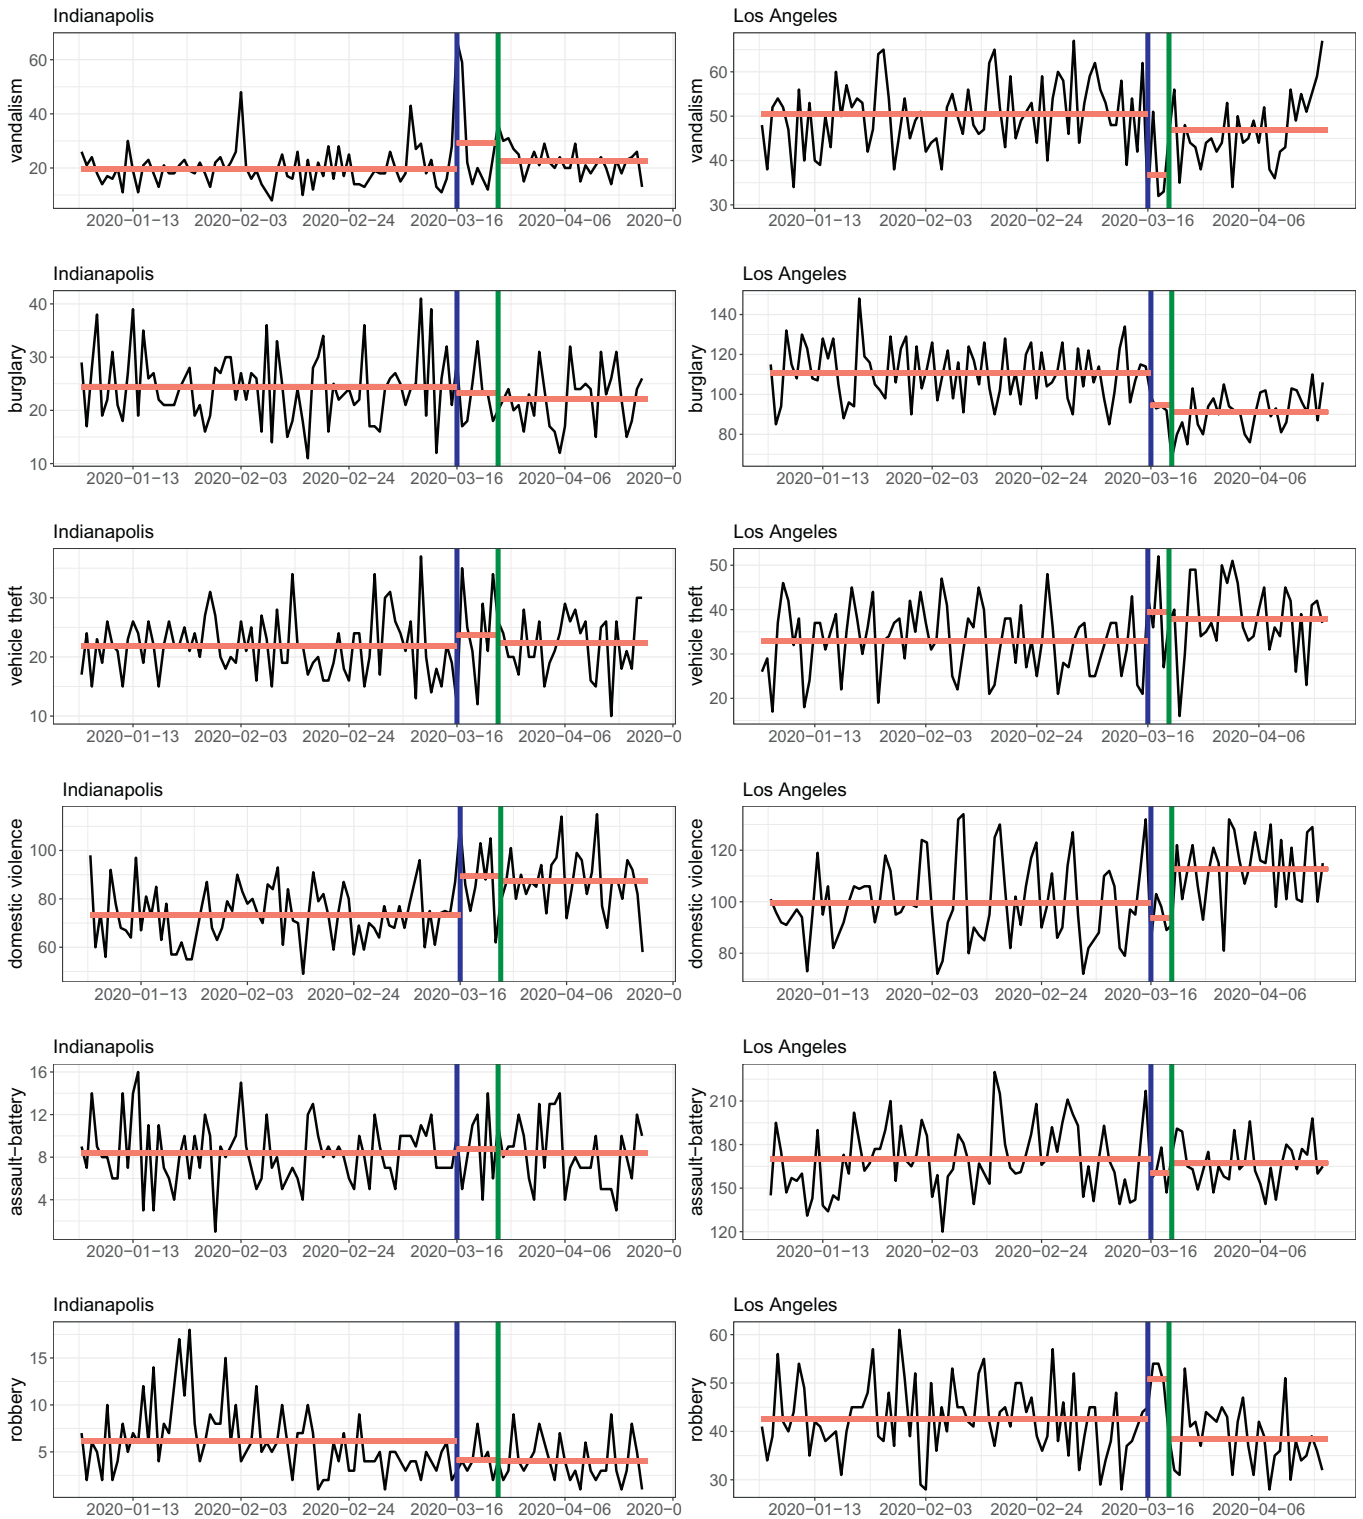 Indianapolis
vandalism
60
40
20
2020−01−13 2020−02−03 2020−02−24 2020−03−16 2020−04−06 2020−0
Los Angeles
vandalism
60
50
40
30
2020−01−13 2020−02−03 2020−02−24 2020−03−16 2020−04−06
Indianapolis
burglary
40
30
20
10
2020−01−13 2020−02−03 2020−02−24 2020−03−16 2020−04−06 2020−0
Los Angeles
burglary
140
120
100
80
2020−01−13 2020−02−03 2020−02−24 2020−03−16 2020−04−06
Indianapolis
vehicle theft
30
20
10
2020−01−13 2020−02−03 2020−02−24 2020−03−16 2020−04−06 2020−0
Los Angeles
vehicle theft
50
40
30
20
2020−01−13 2020−02−03 2020−02−24 2020−03−16 2020−04−06
Indianapolis
domestic violence
100
80
60
2020−01−13 2020−02−03 2020−02−24 2020−03−16 2020−04−06 2020−0
Los Angeles
domestic violence
120
100
80
2020−01−13 2020−02−03 2020−02−24 2020−03−16 2020−04−06
Indianapolis
assault−battery
16
12
8
4
2020−01−13 2020−02−03 2020−02−24 2020−03−16 2020−04−06 2020−0
Los Angeles
assault−battery
210
180
150
120
2020−01−13 2020−02−03 2020−02−24 2020−03−16 2020−04−06
Indianapolis
robbery
15
10
5
2020−01−13 2020−02−03 2020−02−24 2020−03−16 2020−04−06 2020−0
Los Angeles
robbery
60
50
40
30
2020−01−13 2020−02−03 2020−02−24 2020−03−16 2020−04−06